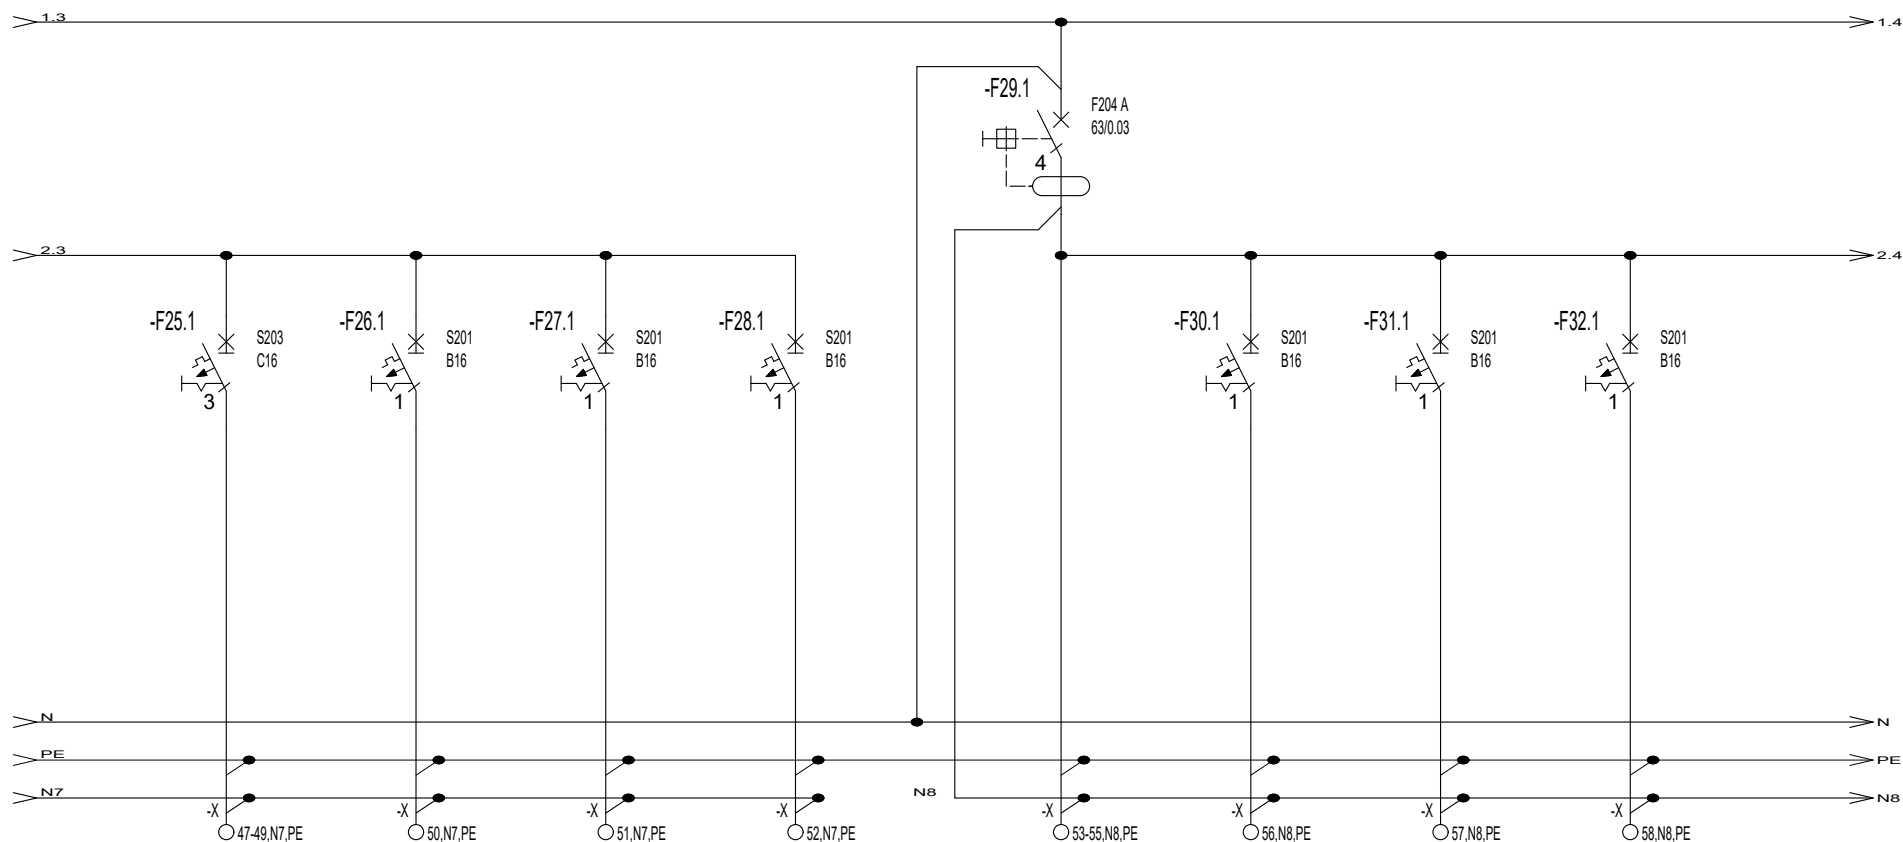 1.3
1.4
-F29.1
F204 A
63/0.03
4
2.3
2.4
-F25.1
S203
C16
3
-F26.1
S201
B16
1
-F27.1
S201
B16
1
-F28.1
S201
B16
1
-F30.1
S201
B16
1
-F31.1
S201
B16
1
-F32.1
S201
B16
1
N
N
PE
PE
N7
N8
N8
-X
-X
-X
-X
-X
-X
-X
-X
47-49,N7,PE
50,N7,PE
51,N7,PE
52,N7,PE
53-55,N8,PE
56,N8,PE
57,N8,PE
58,N8,PE